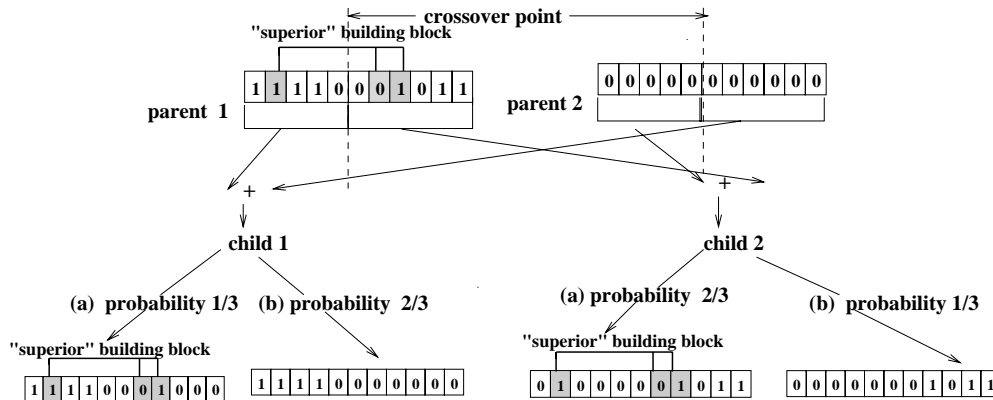 crossover point
"superior" building block
1 1 1 1 0 0 0 1 0 1 1
0 0 0 0 0 0 0 0 0 0 0
parent 1
parent 2
+
+
child 1
child 2
(a) probability 1/3
(b) probability 2/3
(a) probability 2/3
(b) probability 1/3
"superior" building block
"superior" building block
1 1 1 1 0 0 0 1 0 0 0
1 1 1 1 0 0 0 0 0 0 0
0 1 0 0 0 0 0 1 0 1 1
0 0 0 0 0 0 0 1 0 1 1